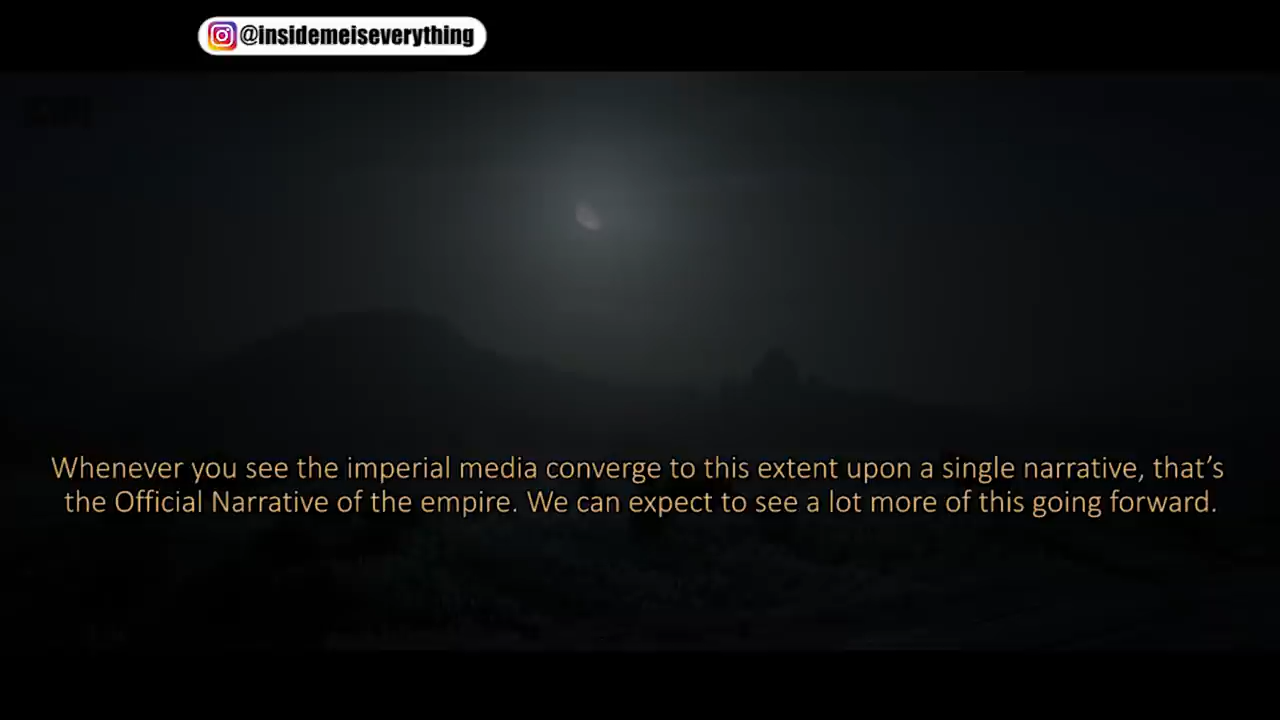 @insidemeiseverything
Whenever you see the imperial media converge to this extent upon a single narrative, that’s
the Official Narrative of the empire. We can expect to see a lot more of this going forward.